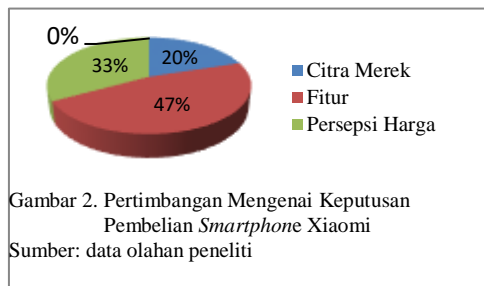 0%
20%
33%
47%
Citra Merek
Fitur
Persepsi Harga
Gambar 2. Pertimbangan Mengenai Keputusan
Pembelian Smartphone Xiaomi
Sumber: data olahan peneliti